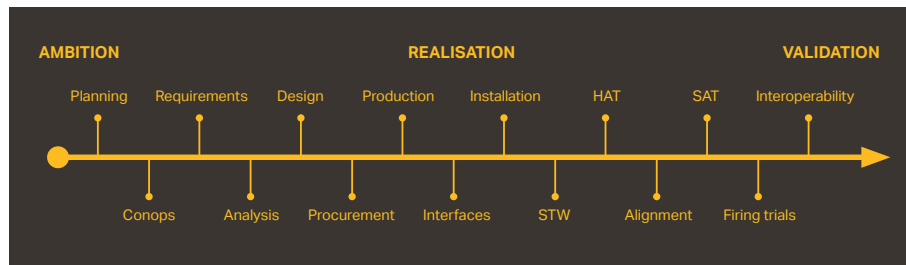 AMBITION REALISATION VALIDATION
Planning Requirements Design Production Installation HAT SAT Interoperability
Conops Analysis Procurement Interfaces STW Alignment Firing trials